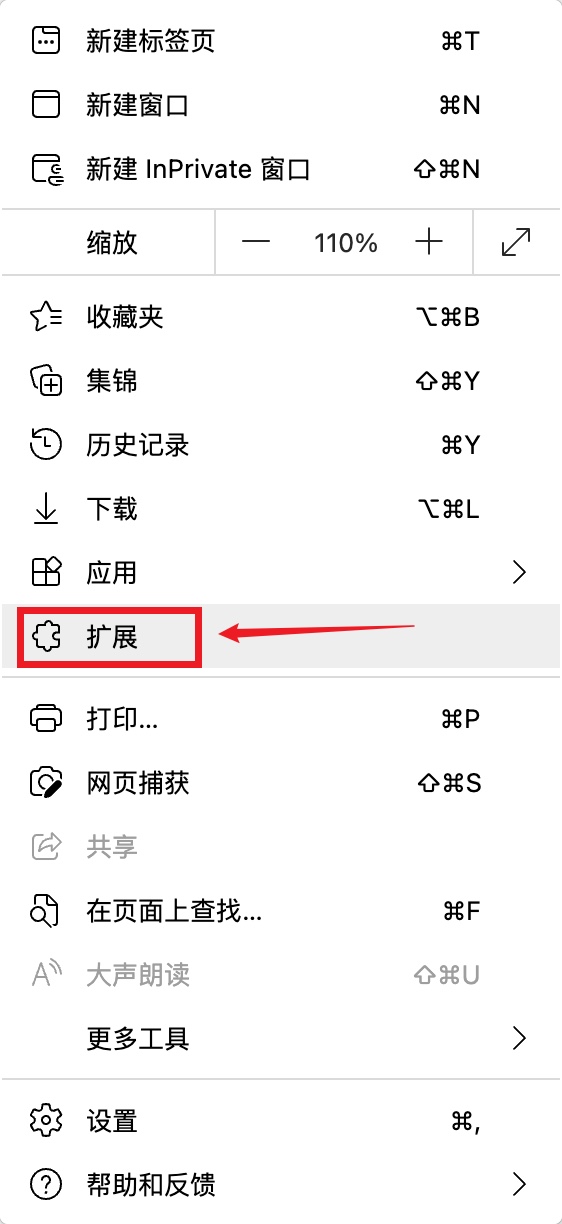 新建标签页 ⌘T
新建窗口 ⌘N
新建 InPrivate 窗口 ⇧⌘N
缩放 — 110% +
收藏夹 ⌥⌘B
集锦 ⇧⌘Y
历史记录 ⌘Y
下载 ⌥⌘L
应用
扩展
打印... ⌘P
网页捕获 ⇧⌘S
共享
在页面上查找... ⌘F
大声朗读 ⇧⌘U
更多工具
设置 ⌘,
帮助和反馈